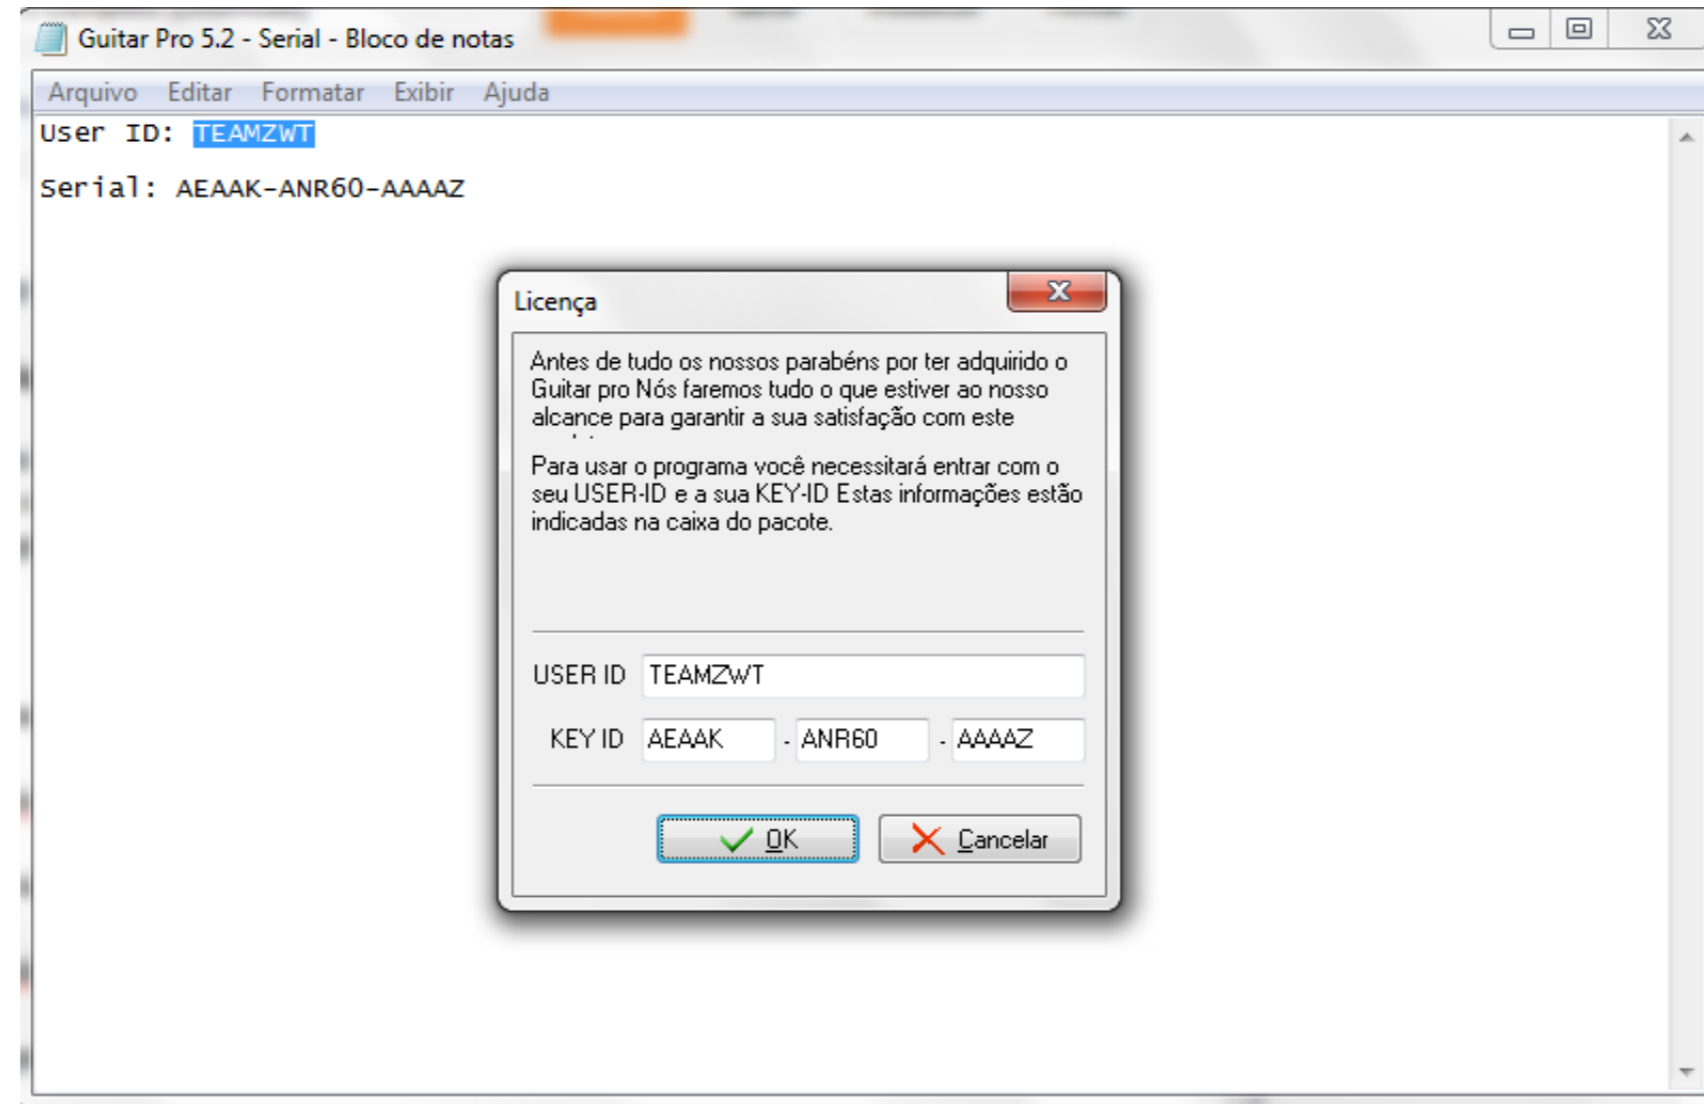 Guitar Pro 5.2 - Serial - Bloco de notas
Arquivo Editar Formatar Exibir Ajuda
User ID: TEAMZWT
Serial: AEAAK-ANR60-AAAAZ
Licença
Antes de tudo os nossos parabéns por ter adquirido o
Guitar pro Nós faremos tudo o que estiver ao nosso
alcance para garantir a sua satisfação com este
Para usar o programa você necessitará entrar com o
seu USER-ID e a sua KEY-ID Estas informações estão
indicadas na caixa do pacote.
USER ID TEAMZWT
KEY ID AEAAK - ANR60 - AAAAZ
OK Cancelar